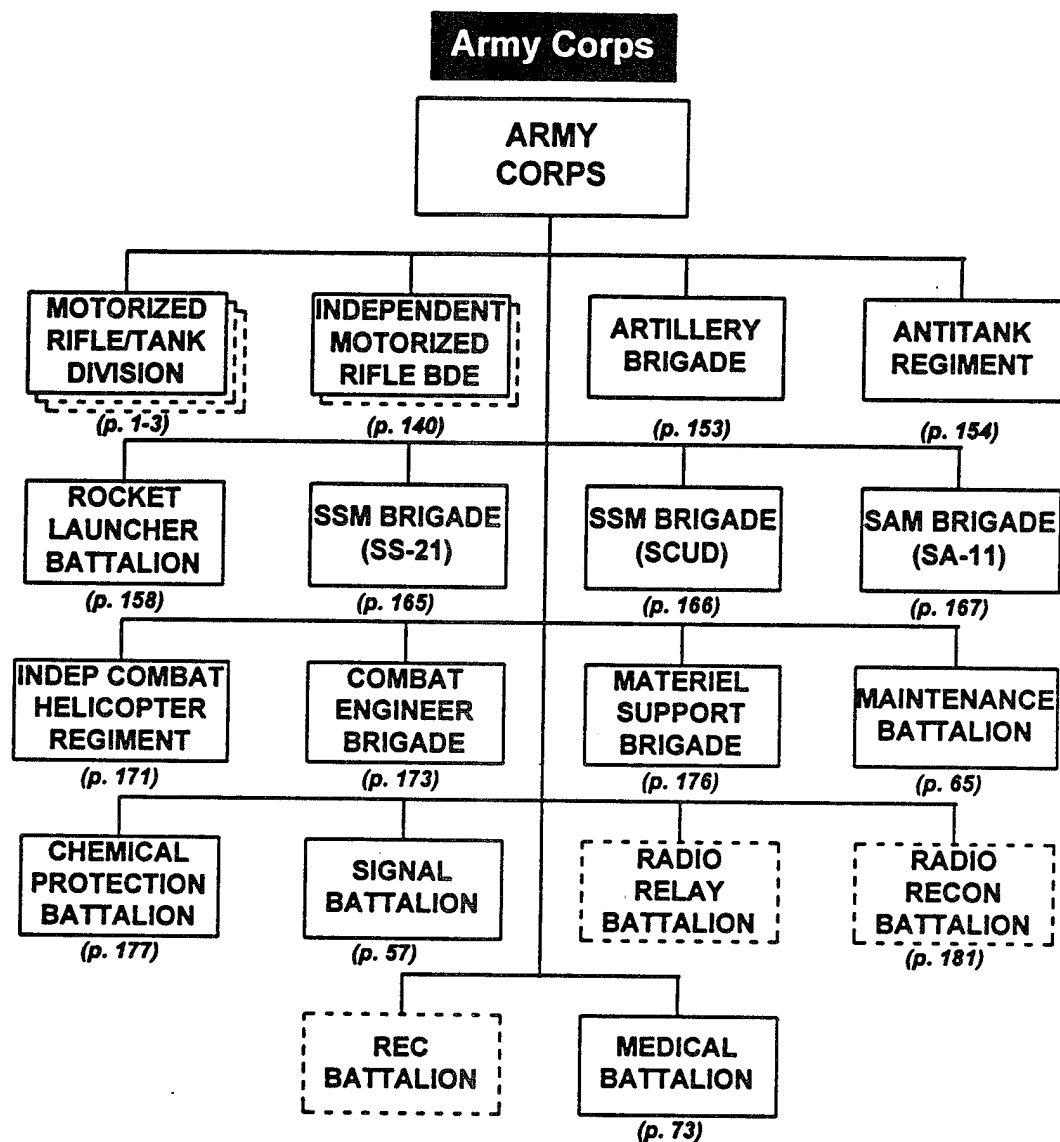 Army Corps
ARMY
CORPS
MOTORIZED
RIFLE/TANK
DIVISION
(p. 1-3)
INDEPENDENT
MOTORIZED
RIFLE BDE
(p. 140)
ARTILLERY
BRIGADE
(p. 153)
ANTITANK
REGIMENT
(p. 154)
ROCKET
LAUNCHER
BATTALION
(p. 158)
SSM BRIGADE
(SS-21)
(p. 165)
SSM BRIGADE
(SCUD)
(p. 166)
SAM BRIGADE
(SA-11)
(p. 167)
INDEP COMBAT
HELICOPTER
REGIMENT
(p. 171)
COMBAT
ENGINEER
BRIGADE
(p. 173)
MATERIEL
SUPPORT
BRIGADE
(p. 176)
MAINTENANCE
BATTALION
(p. 65)
CHEMICAL
PROTECTION
BATTALION
(p. 177)
SIGNAL
BATTALION
(p. 57)
RADIO
RELAY
BATTALION
RADIO
RECON
BATTALION
(p. 181)
REC
BATTALION
MEDICAL
BATTALION
(p. 73)